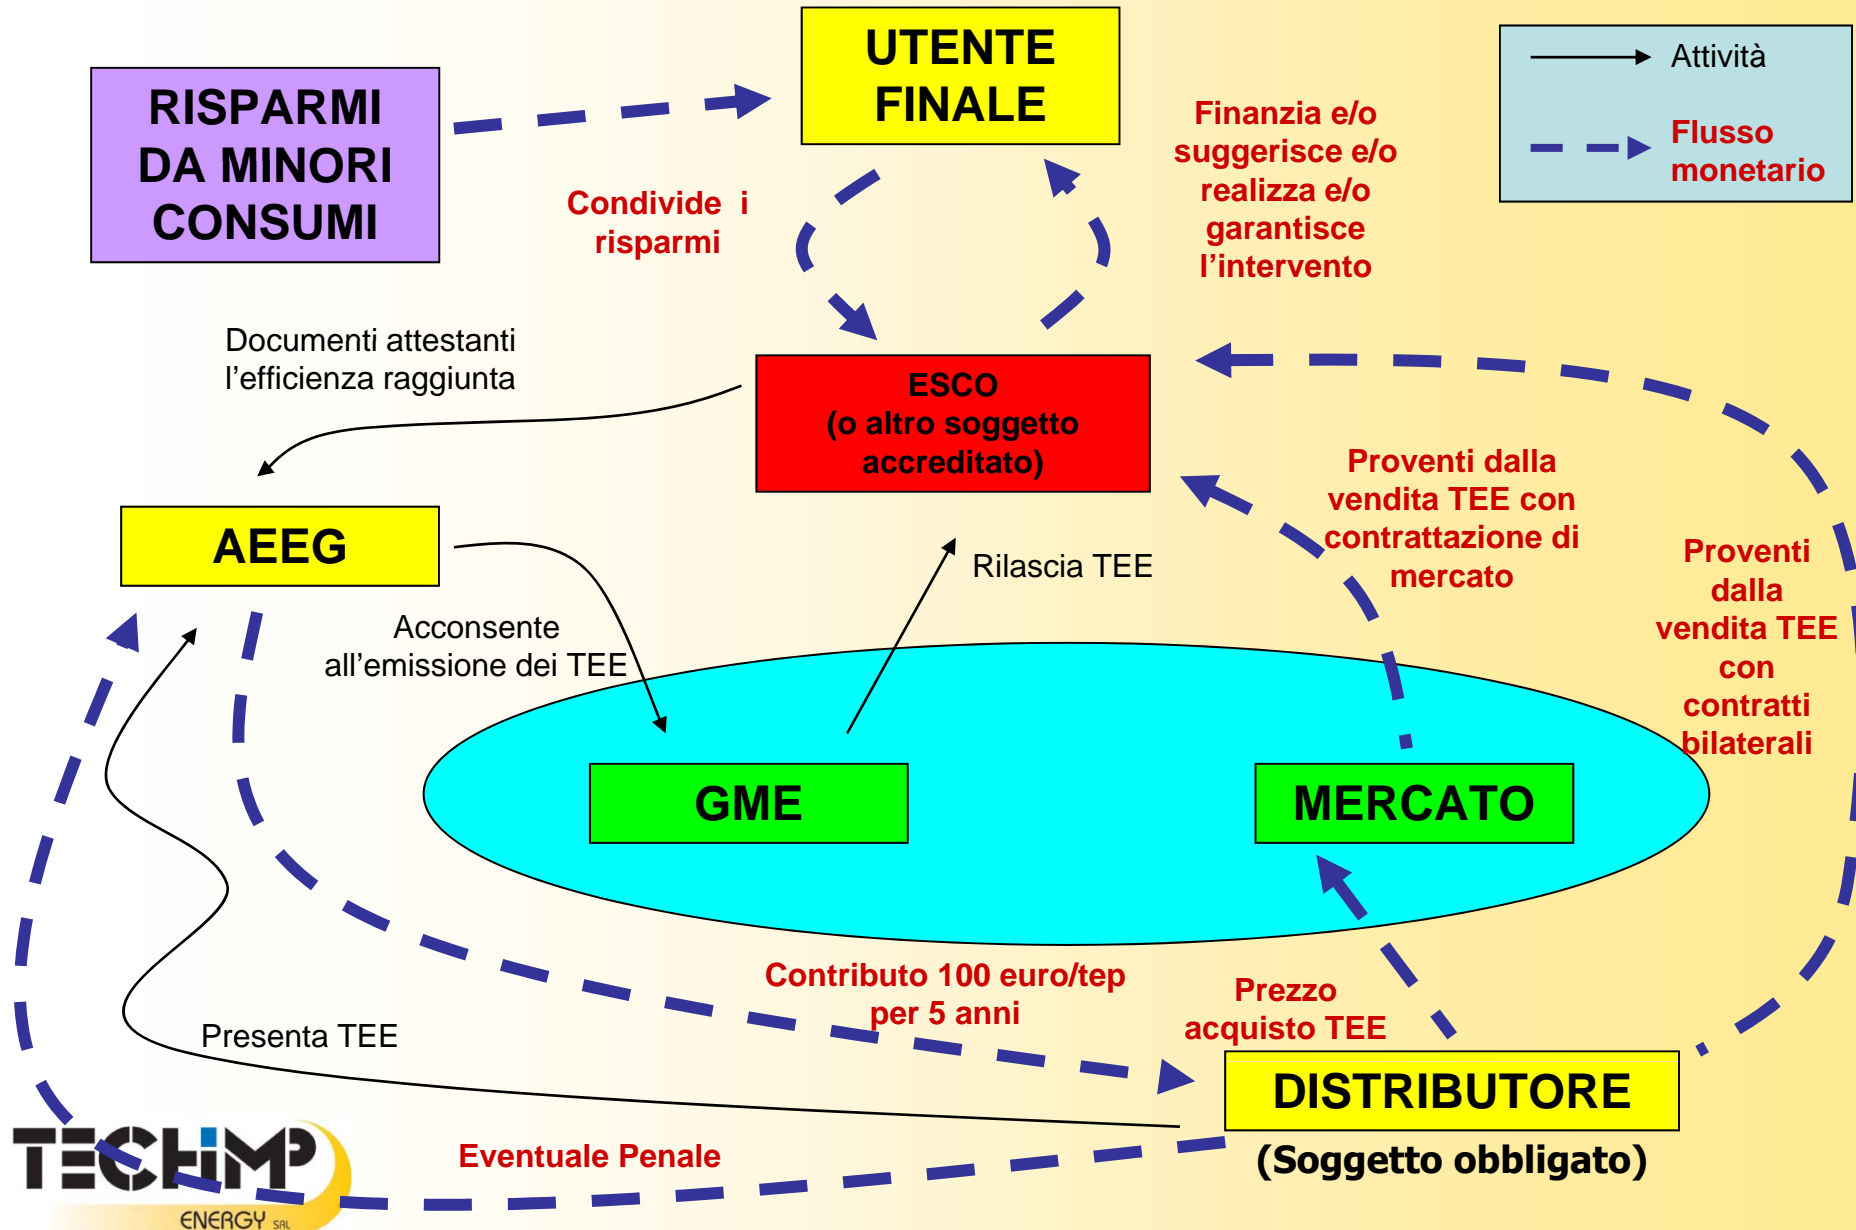 UTENTE
FINALE
RISPARMI
DA MINORI
CONSUMI
Attività
Flusso
monetario
Finanzia e/o
suggerisce e/o
realizza e/o
garantisce
l’intervento
Condivide i
risparmi
Documenti attestanti
l’efficienza raggiunta
ESCO
(o altro soggetto
accreditato)
Proventi dalla
vendita TEE con
contrattazione di
mercato
Proventi
dalla
vendita TEE
con
contratti
bilaterali
AEEG
Rilascia TEE
Acconsente
all’emissione dei TEE
GME
MERCATO
Contributo 100 euro/tep
per 5 anni
Prezzo
acquisto TEE
Presenta TEE
DISTRIBUTORE
(Soggetto obbligato)
Eventuale Penale
TECHIMP
ENERGY SRL